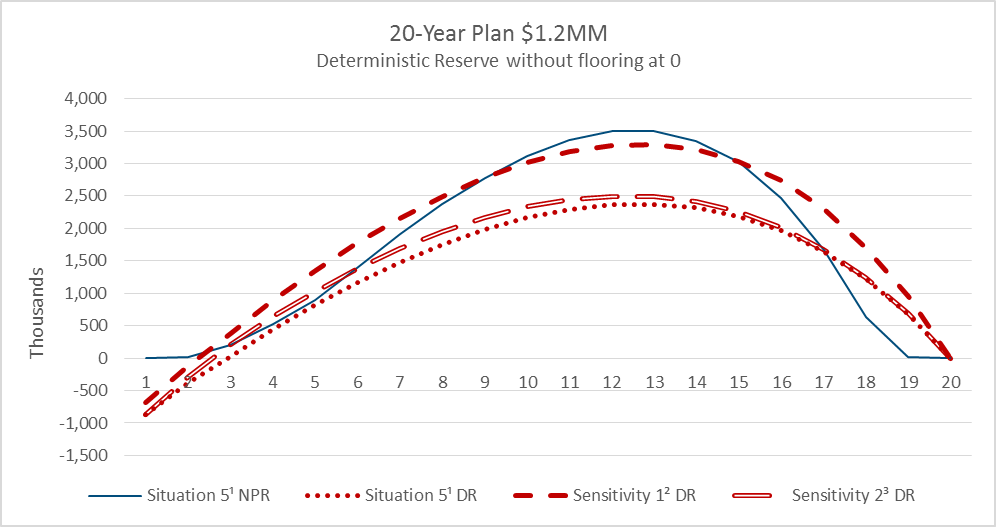 20-Year Plan $1.2MM
Deterministic Reserve without flooring at 0
Thousands
4,000
3,500
3,000
2,500
2,000
1,500
1,000
500
0
-500
-1,000
-1,500
1 2 3 4 5 6 7 8 9 10 11 12 13 14 15 16 17 18 19 20
Situation 5¹ NPR Situation 5¹ DR Sensitivity 1² DR Sensitivity 2³ DR